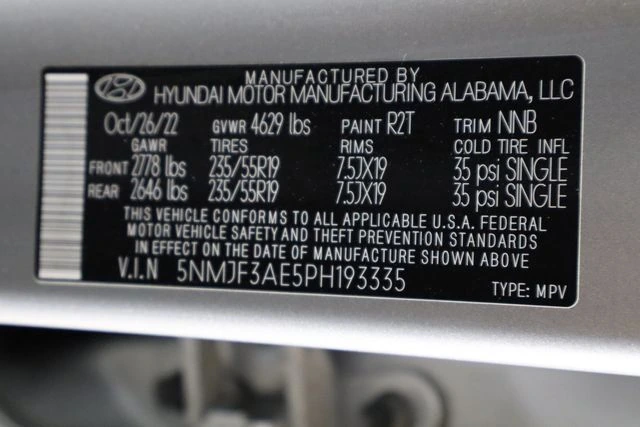 MANUFACTURED BY
HYUNDAI MOTOR MANUFACTURING ALABAMA, LLC
Oct/26/22 GVWR 4629 lbs PAINT R2T TRIM NNB
GAWR TIRES RIMS COLD TIRE INFL
FRONT 2778 lbs 235/55R19 7.5JX19 35 psi SINGLE
REAR 2646 lbs 235/55R19 7.5JX19 35 psi SINGLE
THIS VEHICLE CONFORMS TO ALL APPLICABLE U.S.A. FEDERAL
MOTOR VEHICLE SAFETY AND THEFT PREVENTION STANDARDS
IN EFFECT ON THE DATE OF MANUFACTURE SHOWN ABOVE.
V.I.N 5NMJF3AE5PH193335
TYPE: MPV